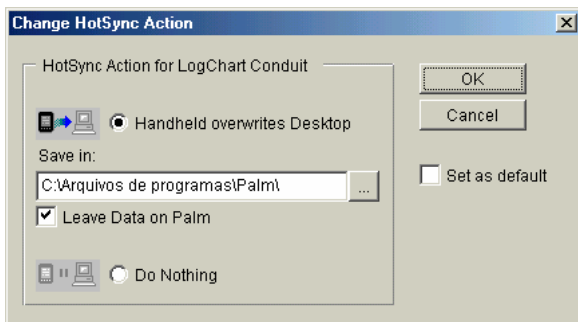 Change HotSync Action
HotSync Action for LogChart Conduit
Handheld overwrites Desktop
Save in:
C:\Arquivos de programas\Palm\
...
Leave Data on Palm
Do Nothing
OK
Cancel
Set as default